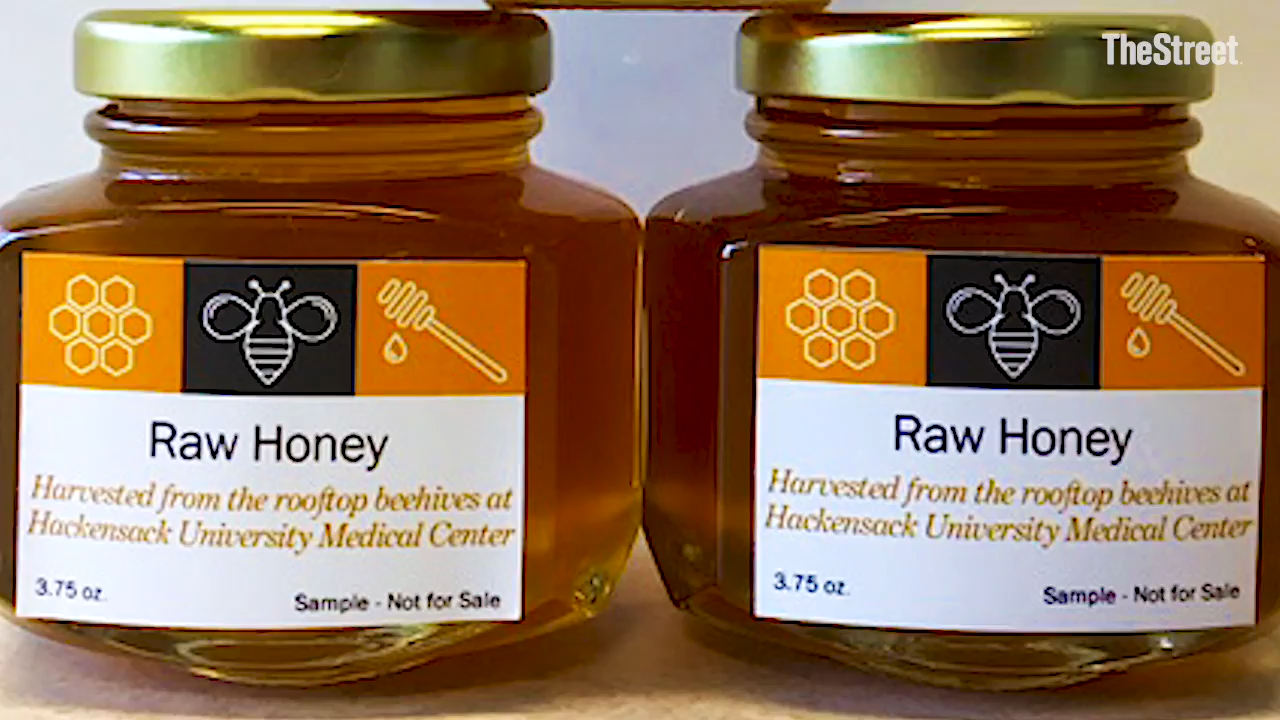 TheStreet
Raw Honey
Harvested from the rooftop beehives at
Hackensack University Medical Center
3.75 oz.
Sample - Not for Sale
Raw Honey
Harvested from the rooftop beehives at
Hackensack University Medical Center
3.75 oz.
Sample - Not for Sale